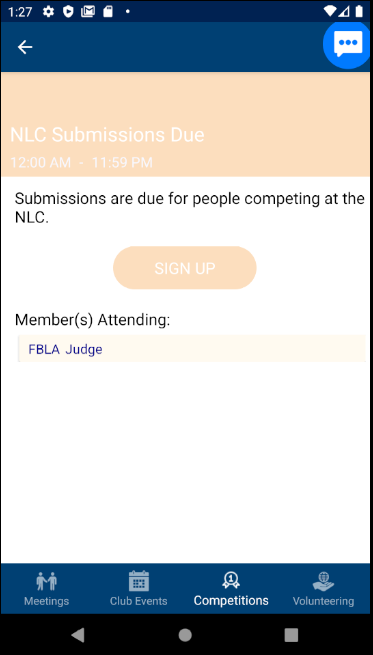 1:27
NLC Submissions Due
12:00 AM - 11:59 PM
Submissions are due for people competing at the
NLC.
SIGN UP
Member(s) Attending:
FBLA Judge
Meetings
Club Events
Competitions
Volunteering